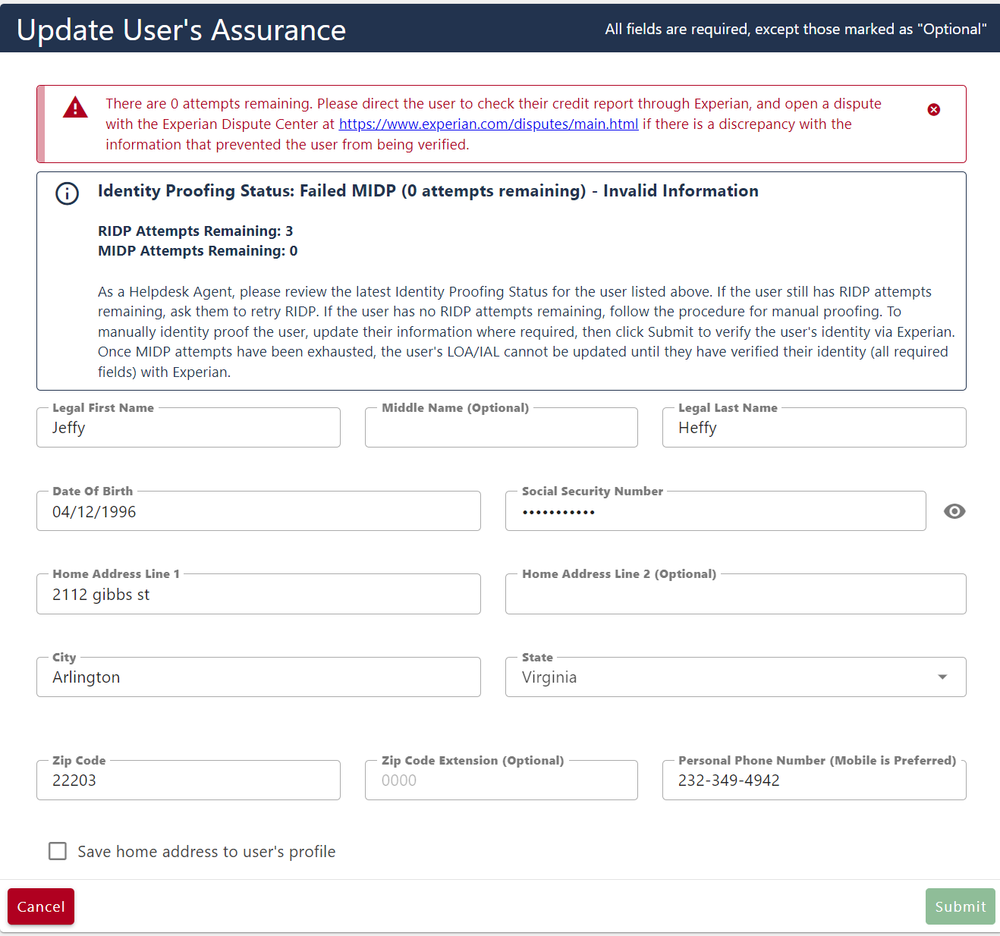 Update User's Assurance
All fields are required, except those marked as "Optional"
There are 0 attempts remaining. Please direct the user to check their credit report through Experian, and open a dispute
with the Experian Dispute Center at https://www.experian.com/disputes/main.html if there is a discrepancy with the
information that prevented the user from being verified.
Identity Proofing Status: Failed MIDP (0 attempts remaining) - Invalid Information
RIDP Attempts Remaining: 3
MIDP Attempts Remaining: 0
As a Helpdesk Agent, please review the latest Identity Proofing Status for the user listed above. If the user still has RIDP attempts
remaining, ask them to retry RIDP. If the user has no RIDP attempts remaining, follow the procedure for manual proofing. To
manually identity proof the user, update their information where required, then click Submit to verify the user's identity via Experian.
Once MIDP attempts have been exhausted, the user's LOA/IAL cannot be updated until they have verified their identity (all required
fields) with Experian.
Legal First Name
Jeffy
Middle Name (Optional)
Legal Last Name
Heffy
Date Of Birth
04/12/1996
Social Security Number
•••••••••••
Home Address Line 1
2112 gibbs st
Home Address Line 2 (Optional)
City
Arlington
State
Virginia
Zip Code
22203
Zip Code Extension (Optional)
0000
Personal Phone Number (Mobile is Preferred)
232-349-4942
Save home address to user's profile
Cancel
Submit